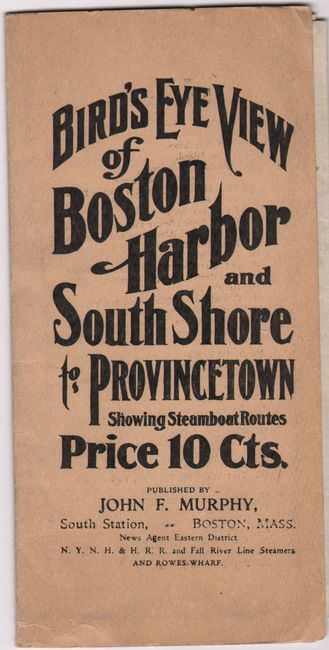 BIRD'S EYE VIEW
of
Boston
Harbor
and
South Shore
to PROVINCETOWN
Showing Steamboat Routes
Price 10 Cts.
PUBLISHED BY ..
JOHN F. MURPHY,
South Station, -- BOSTON, MASS.
News Agent Eastern District
N. Y. N. H. & H. R. R. and Fall River Line Steamers
AND ROWES WHARF.